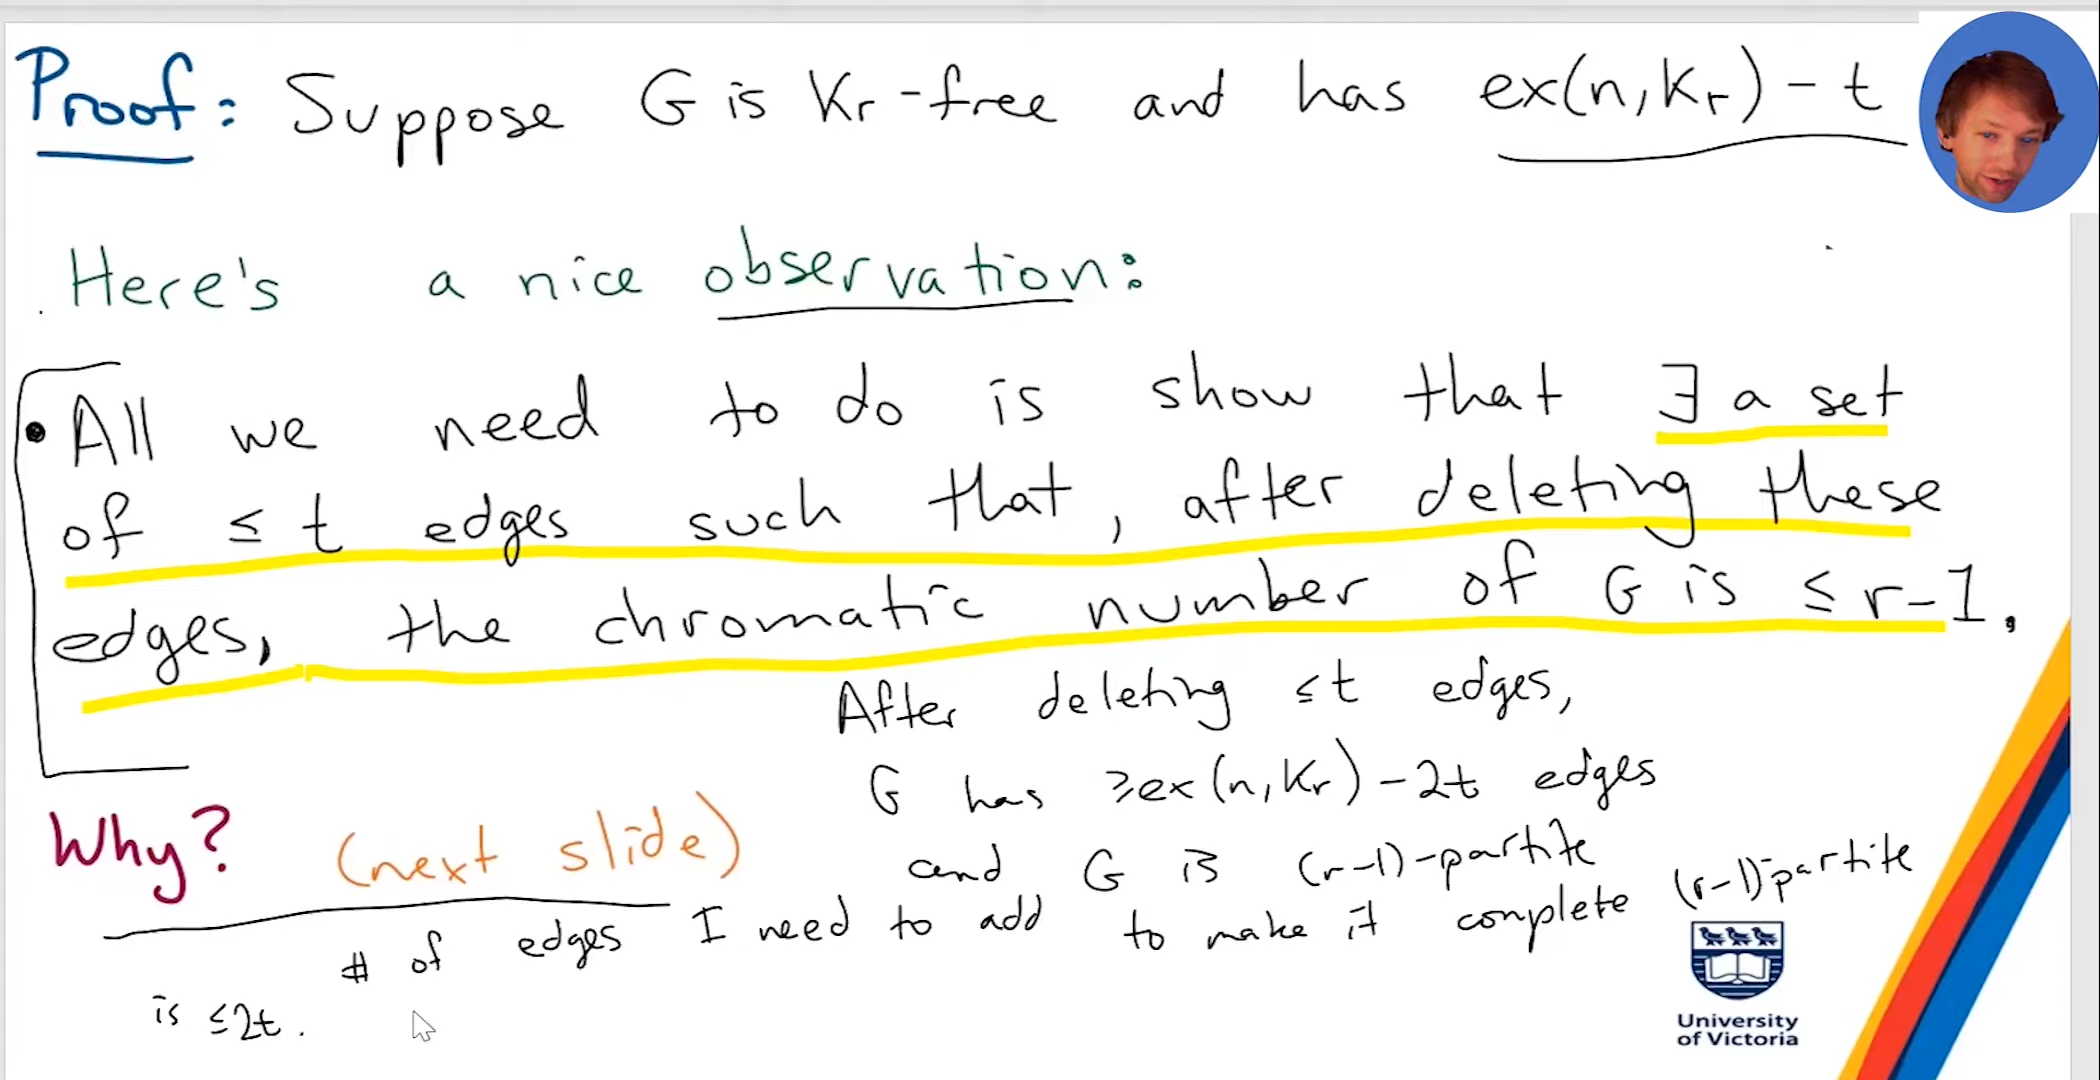 Proof: Suppose G is Kr-free and has ex(n,Kr) - t
Here's a nice observation:
• All we need to do is show that ∃ a set
of ≤ t edges such that, after deleting these
edges, the chromatic number of G is ≤ r-1.
After deleting ≤t edges,
G has ≥ex(n,Kr) - 2t edges
and G is (r-1)-partite
Why? (next slide)
# of edges I need to add to make it complete (r-1)-partite
is ≤2t.
University
of Victoria